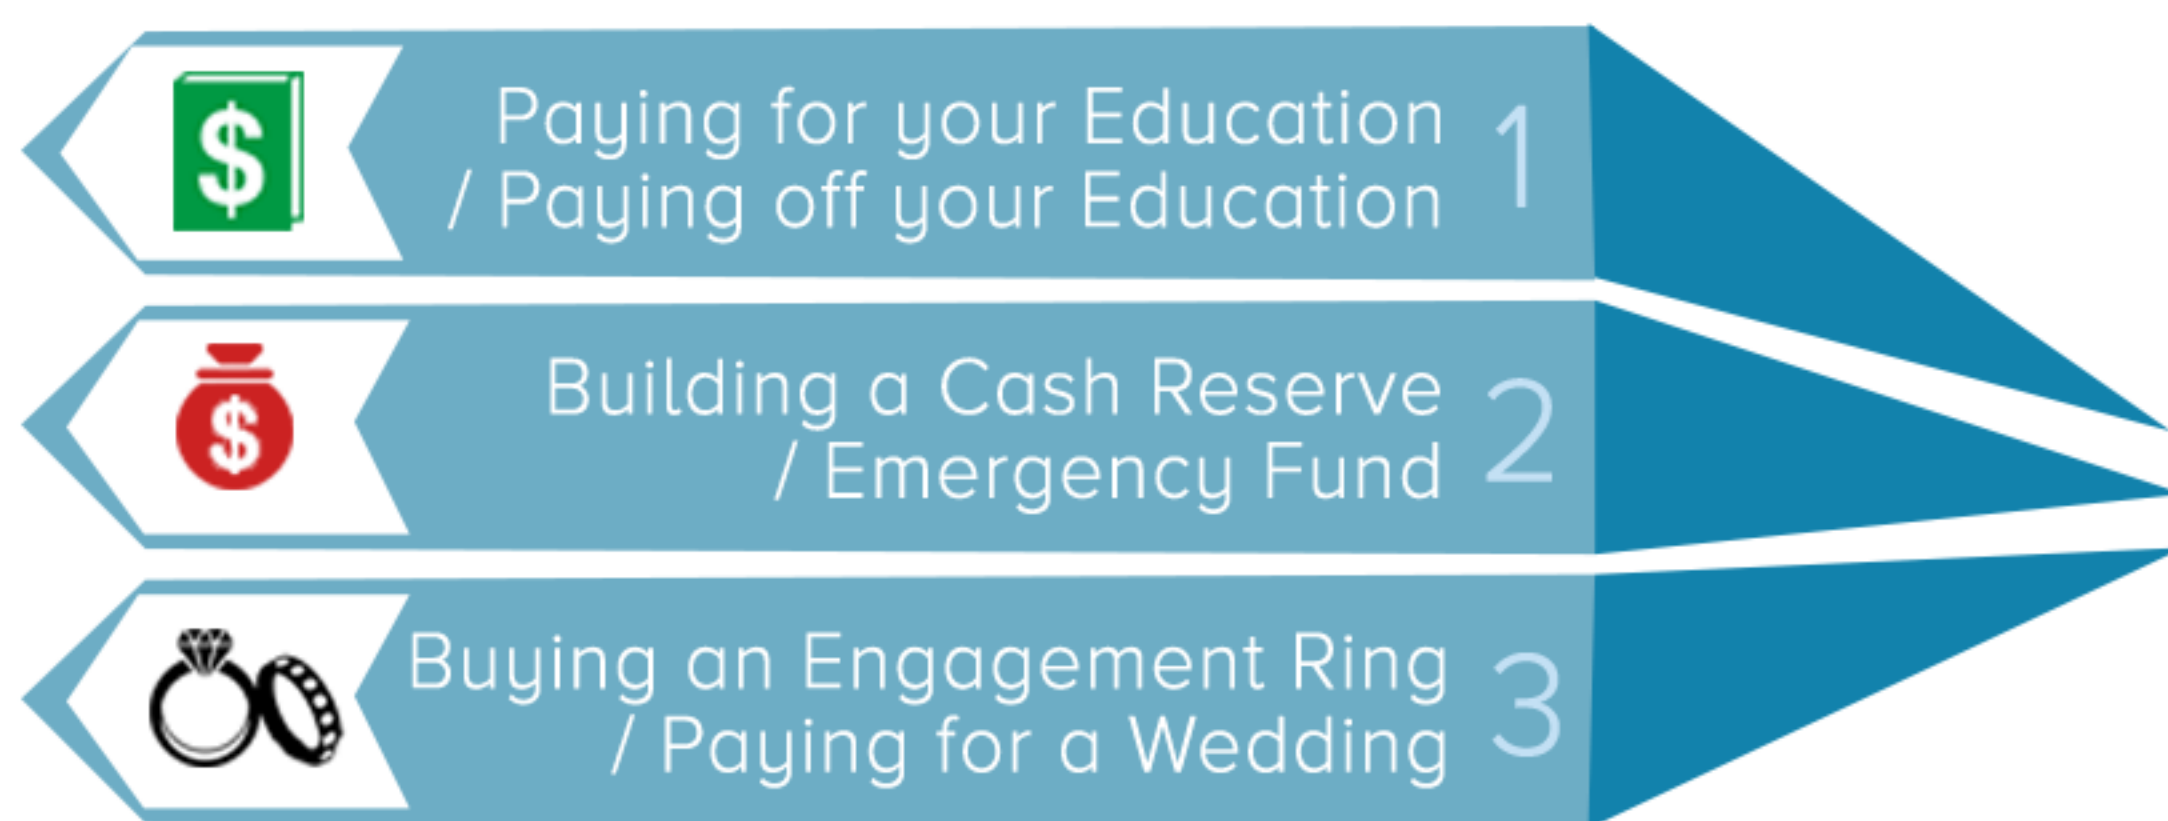 $
Paying for your Education
/ Paying off your Education
1
$
Building a Cash Reserve
/ Emergency Fund
2
Buying an Engagement Ring
/ Paying for a Wedding
3